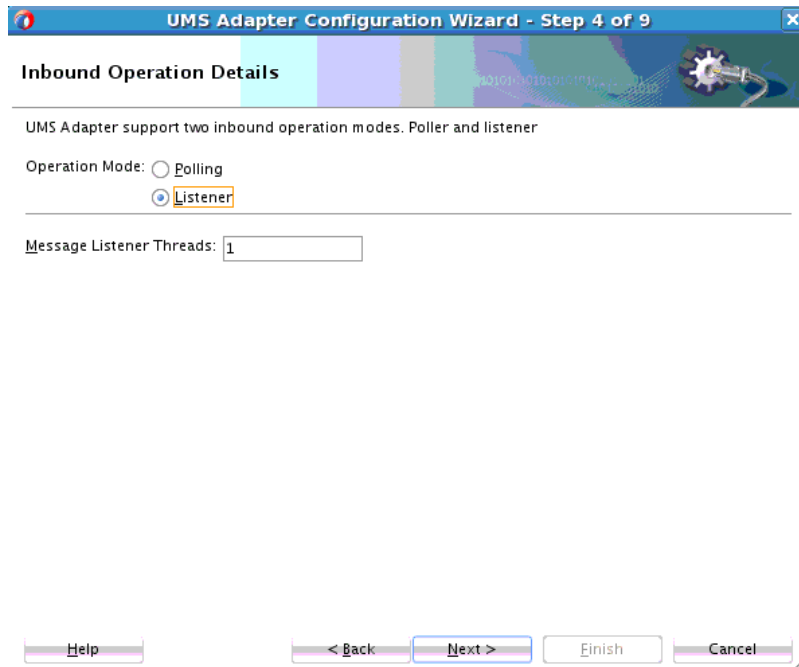 UMS Adapter Configuration Wizard - Step 4 of 9
Inbound Operation Details
UMS Adapter support two inbound operation modes. Poller and listener
Operation Mode: Polling
Listener
Message Listener Threads: 1
Help < Back Next > Finish Cancel